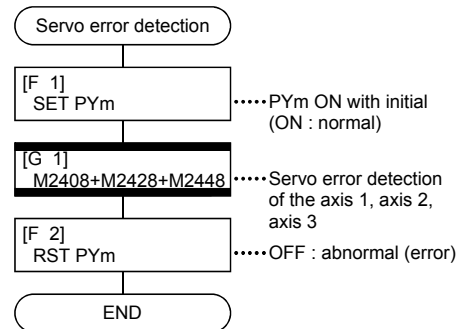 Servo error detection
[F 1]
SET PYm
PYm ON with initial
(ON : normal)
[G 1]
M2408+M2428+M2448
Servo error detection
of the axis 1, axis 2,
axis 3
[F 2]
RST PYm
OFF : abnormal (error)
END